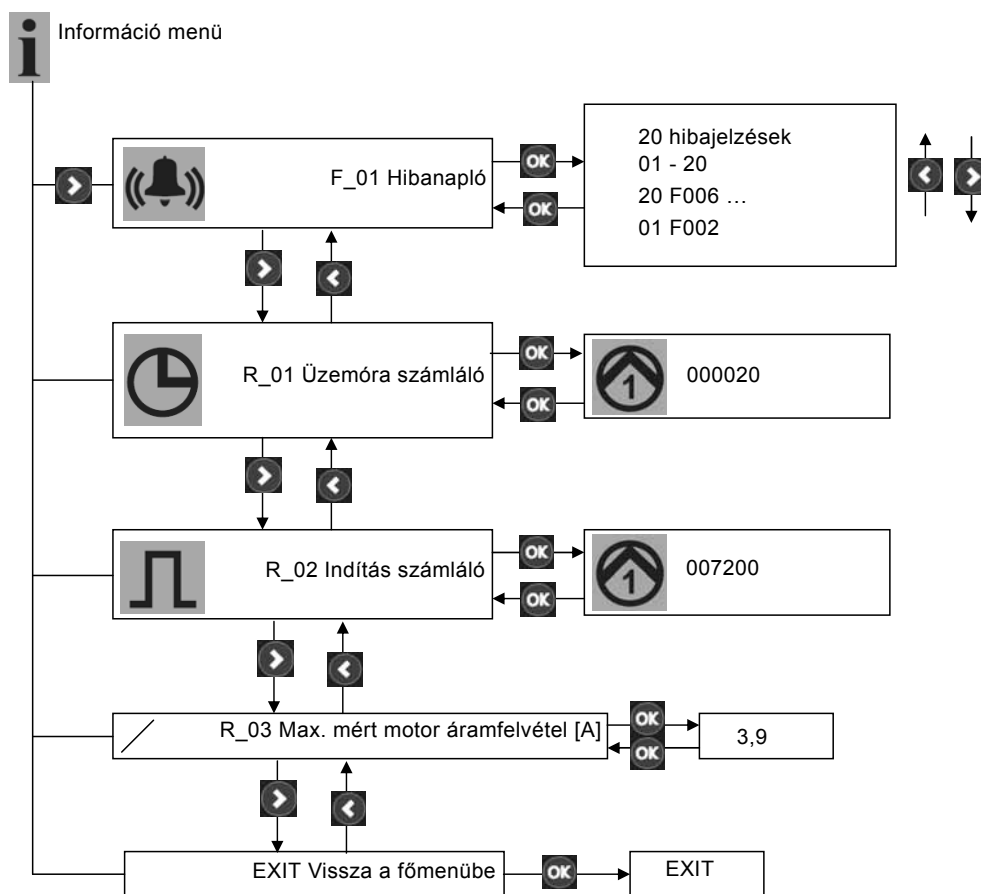 i Információ menü
F_01 Hibanapló
OK
OK
20 hibajelzések
01 - 20
20 F006 …
01 F002
R_01 Üzemóra számláló
OK
OK
1
000020
R_02 Indítás számláló
OK
OK
1
007200
R_03 Max. mért motor áramfelvétel [A]
OK
OK
3,9
EXIT Vissza a főmenübe
OK
EXIT